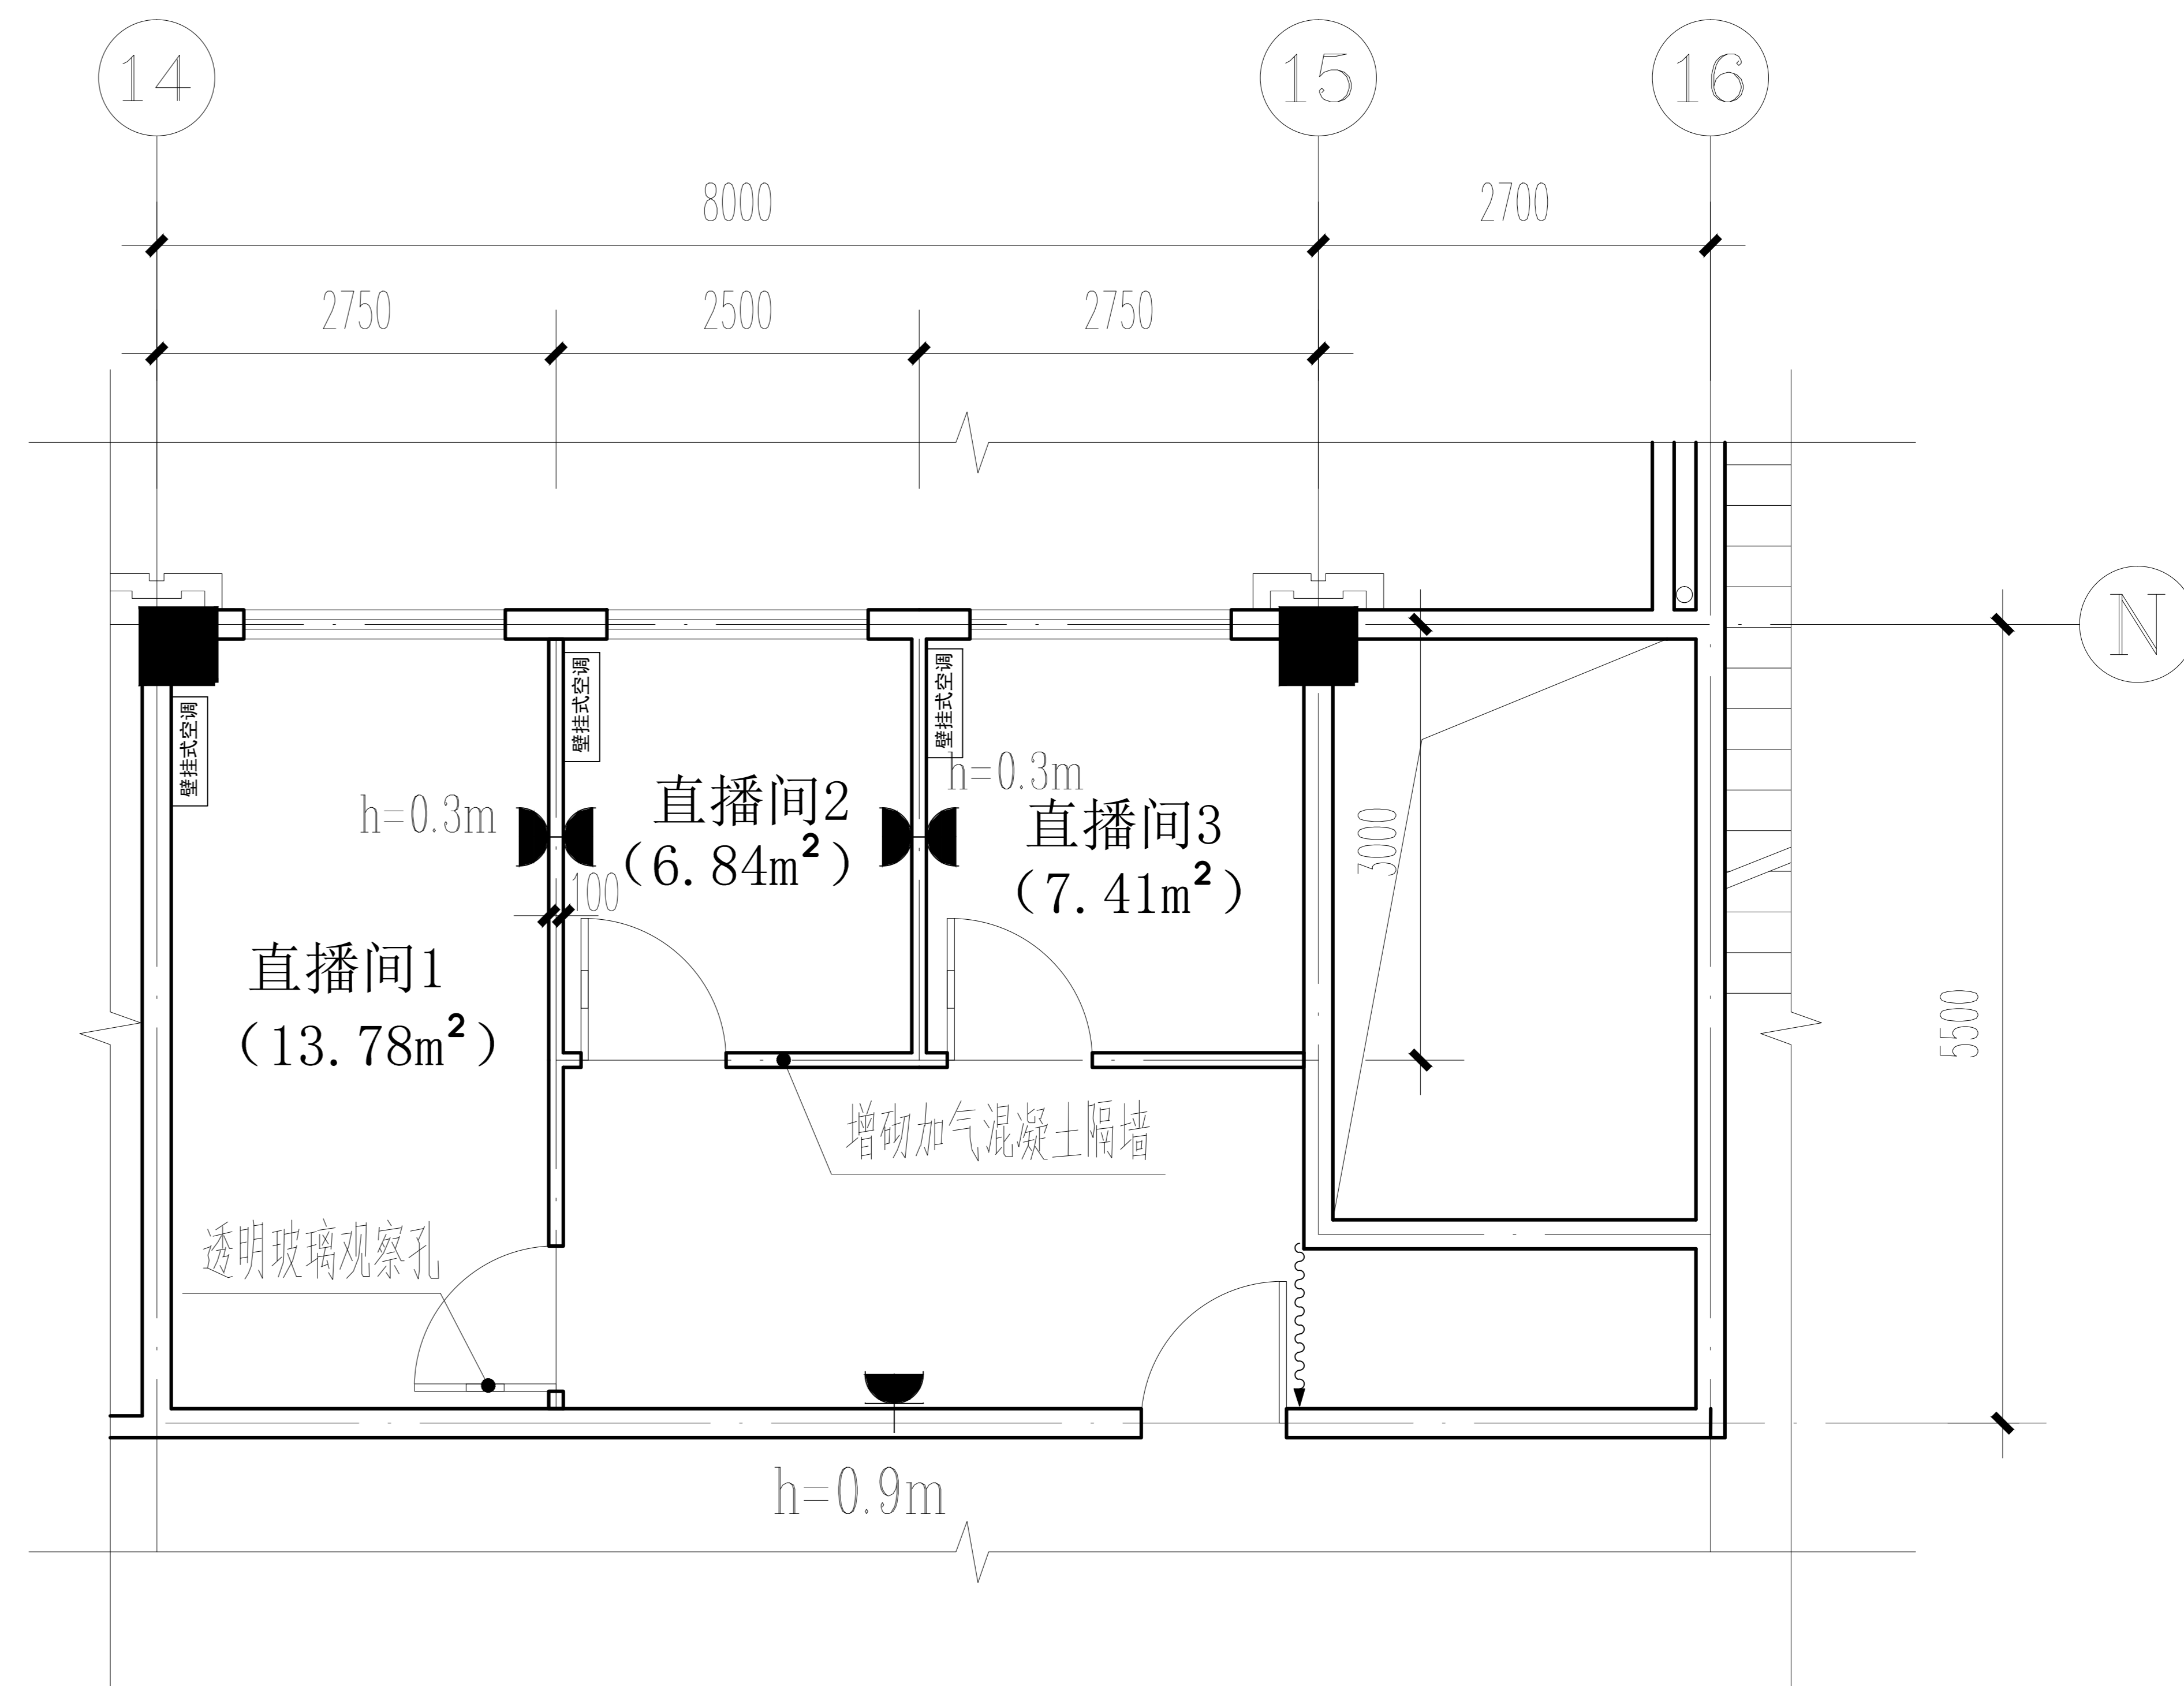 14
15
16
8000
2700
2750
2500
2750
N
壁挂式空调
壁挂式空调
壁挂式空调
h=0.3m
h=0.3m
直播间2
(6.84m²)
直播间3
(7.41m²)
100
3000
直播间1
(13.78m²)
5500
增砌加气混凝土隔墙
透明玻璃观察孔
h=0.9m